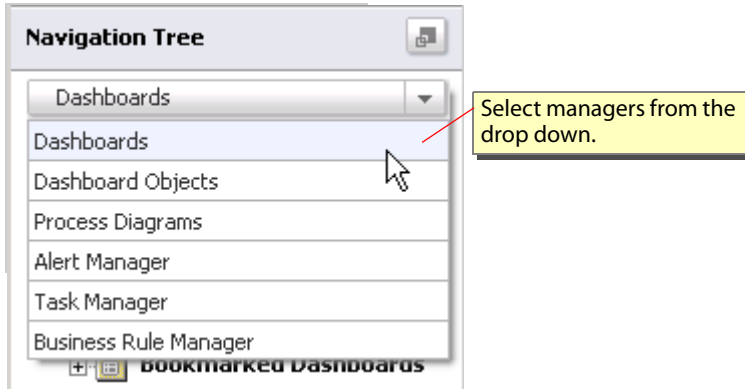 Navigation Tree
Dashboards
Select managers from the
drop down.
Dashboards
Dashboard Objects
Process Diagrams
Alert Manager
Task Manager
Business Rule Manager
Bookmarked Dashboards